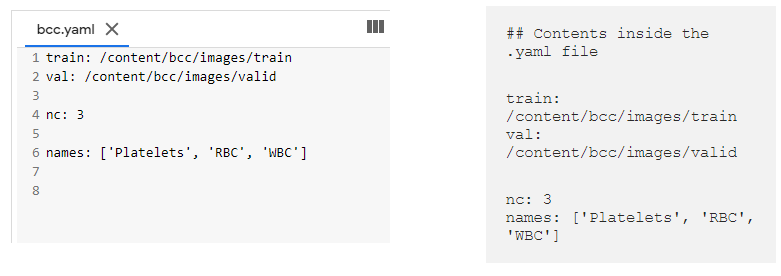 bcc.yaml
1 train: /content/bcc/images/train
2 val: /content/bcc/images/valid
3
4 nc: 3
5
6 names: ['Platelets', 'RBC', 'WBC']
7
8
## Contents inside the
.yaml file
train:
/content/bcc/images/train
val:
/content/bcc/images/valid
nc: 3
names: ['Platelets', 'RBC',
'WBC']